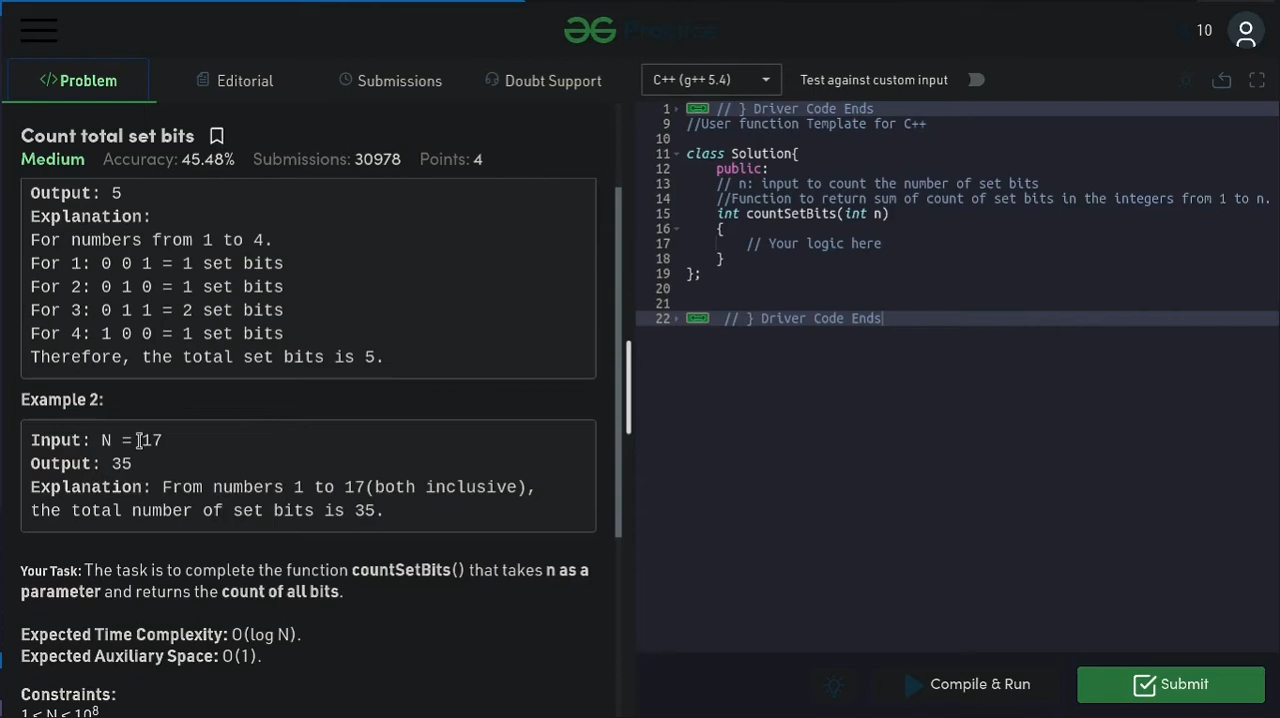 10
</>Problem
Editorial
Submissions
Doubt Support
C++ (g++ 5.4)
Test against custom input
Count total set bits
Medium Accuracy: 45.48% Submissions: 30978 Points: 4
Output: 5
Explanation:
For numbers from 1 to 4.
For 1: 0 0 1 = 1 set bits
For 2: 0 1 0 = 1 set bits
For 3: 0 1 1 = 2 set bits
For 4: 1 0 0 = 1 set bits
Therefore, the total set bits is 5.
Example 2:
Input: N = 17
Output: 35
Explanation: From numbers 1 to 17(both inclusive),
the total number of set bits is 35.
Your Task: The task is to complete the function countSetBits() that takes n as a
parameter and returns the count of all bits.
Expected Time Complexity: O(log N).
Expected Auxiliary Space: O(1).
Constraints:
1 ≤ N ≤ 10⁸
1 // } Driver Code Ends
9 //User function Template for C++
10
11 class Solution{
12 public:
13 // n: input to count the number of set bits
14 //Function to return sum of count of set bits in the integers from 1 to n.
15 int countSetBits(int n)
16 {
17 // Your logic here
18 }
19 };
20
21
22 // } Driver Code Ends
Compile & Run
Submit